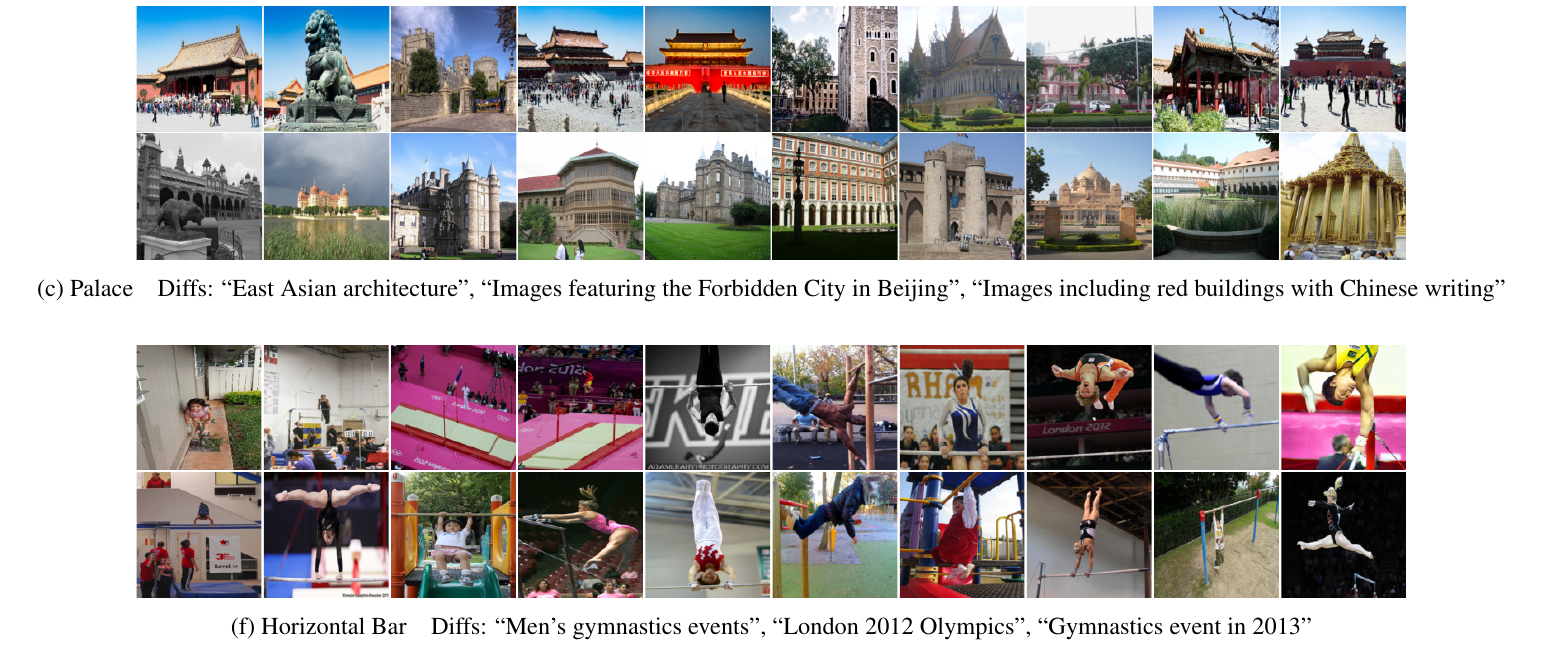 (c) Palace Diffs: “East Asian architecture”, “Images featuring the Forbidden City in Beijing”, “Images including red buildings with Chinese writing”
London 2012
(f) Horizontal Bar Diffs: “Men’s gymnastics events”, “London 2012 Olympics”, “Gymnastics event in 2013”